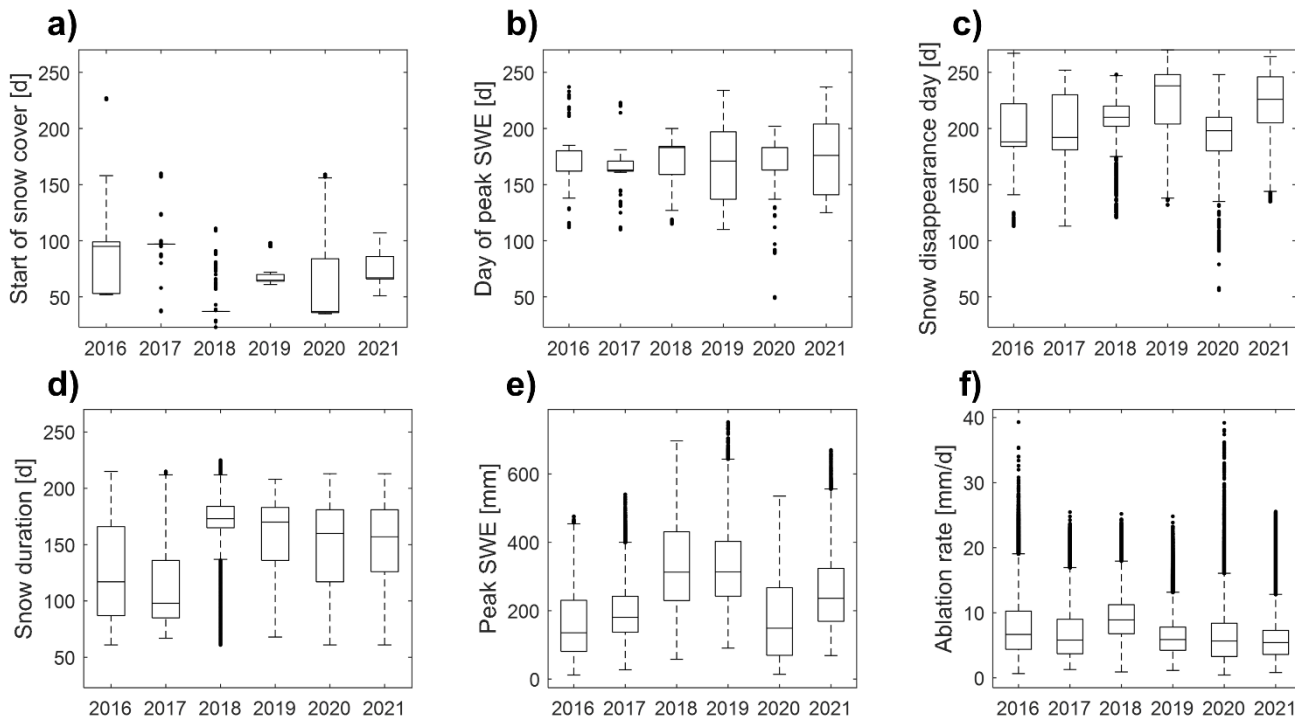 a)
Start of snow cover [d]
250
200
150
100
50
2016 2017 2018 2019 2020 2021
b)
Day of peak SWE [d]
250
200
150
100
50
2016 2017 2018 2019 2020 2021
c)
Snow disappearance day [d]
250
200
150
100
50
2016 2017 2018 2019 2020 2021
d)
Snow duration [d]
250
200
150
100
50
2016 2017 2018 2019 2020 2021
e)
Peak SWE [mm]
600
400
200
0
2016 2017 2018 2019 2020 2021
f)
Ablation rate [mm/d]
40
30
20
10
0
2016 2017 2018 2019 2020 2021